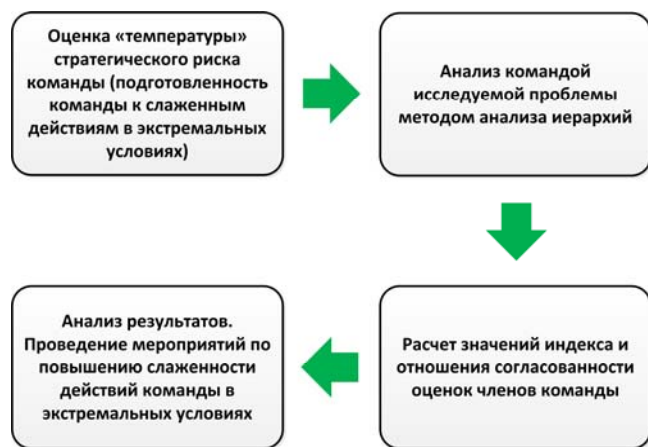 Оценка «температуры»
стратегического риска
команды (подготовленность
команды к слаженным
действиям в экстремальных
условиях)
Анализ командой
исследуемой проблемы
методом анализа иерархий
Расчет значений индекса и
отношения согласованности
оценок членов команды
Анализ результатов.
Проведение мероприятий по
повышению слаженности
действий команды в
экстремальных условиях